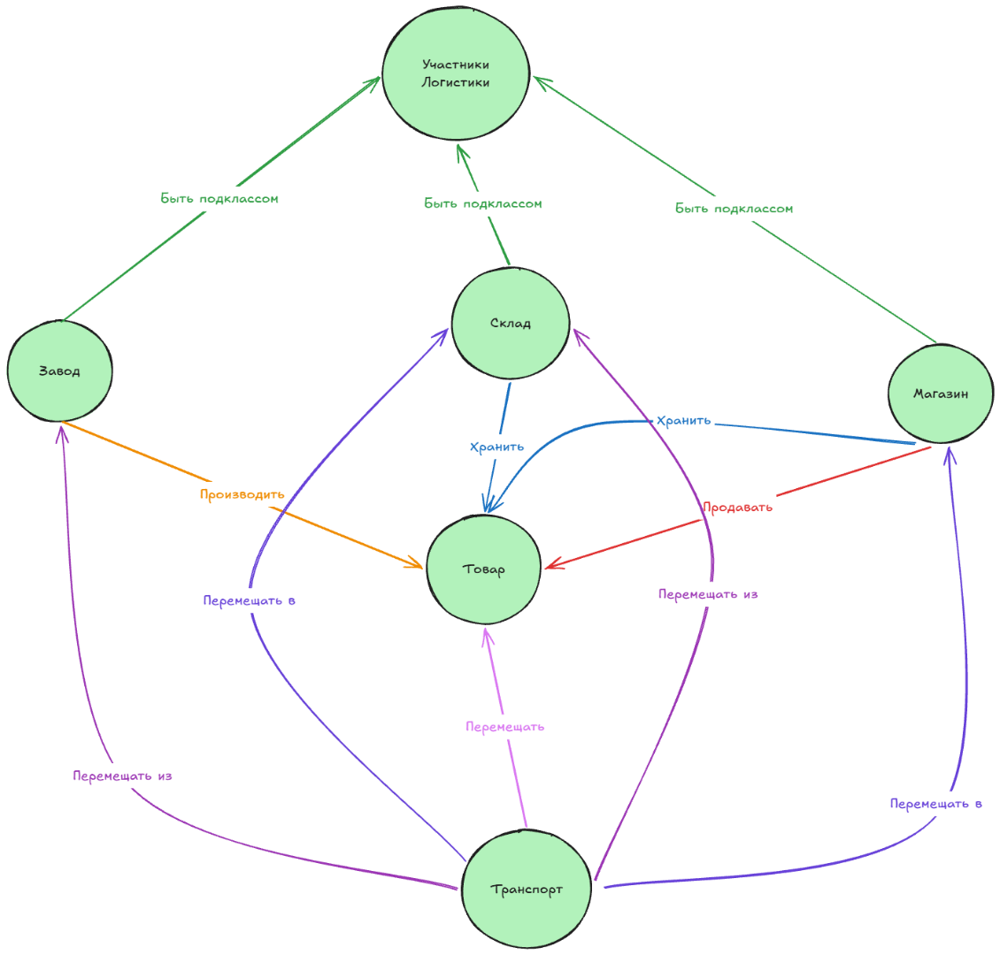 Участники
Логистики
Быть подклассом
Быть подклассом
Быть подклассом
Склад
Завод
Магазин
Хранить
Хранить
Производить
Продавать
Товар
Перемещать в
Перемещать из
Перемещать
Перемещать из
Перемещать в
Транспорт